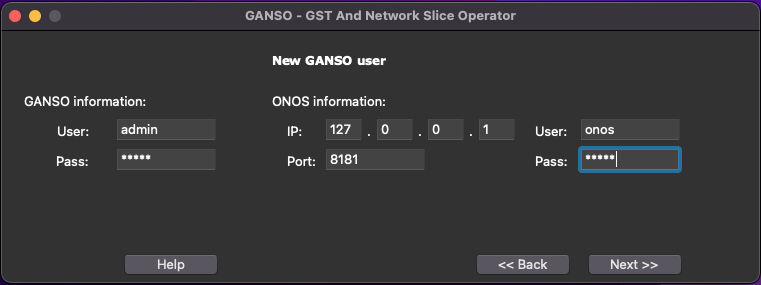 GANSO - GST And Network Slice Operator
New GANSO user
GANSO information: ONOS information:
User: admin IP: 127 . 0 . 0 . 1 User: onos
Pass: ***** Port: 8181 Pass: *****
Help << Back Next >>